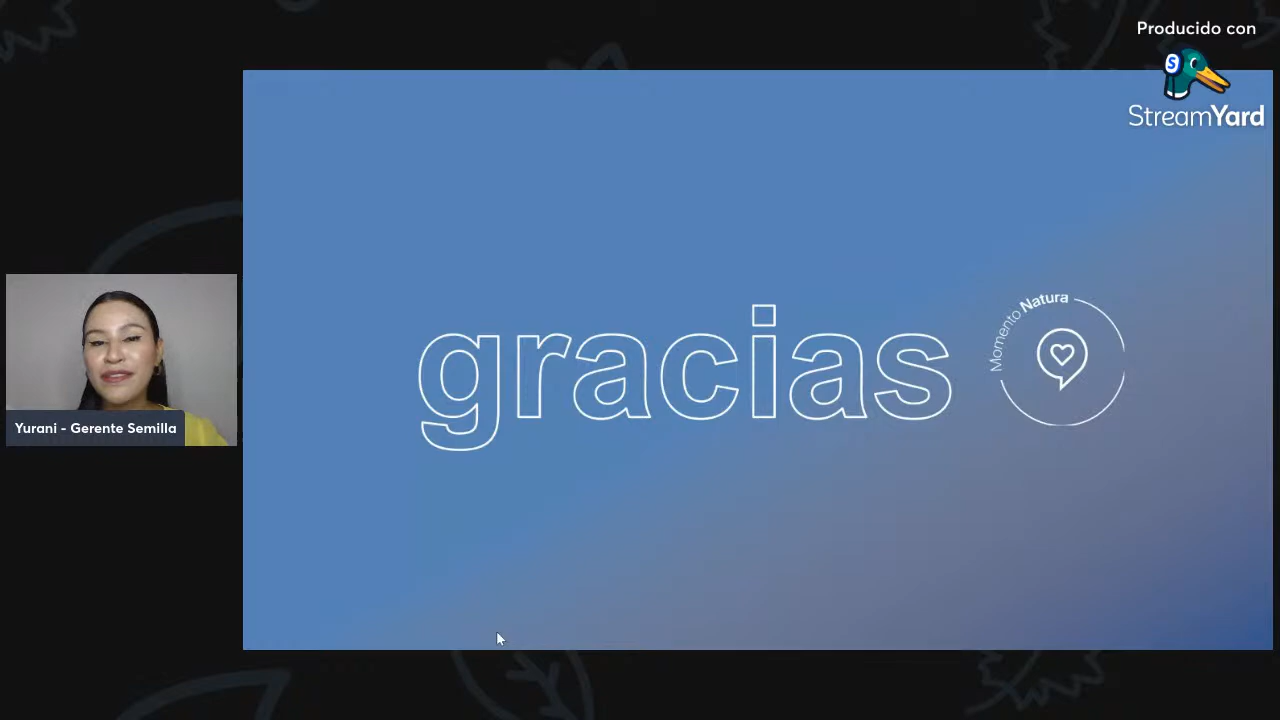 Producido con
StreamYard
gracias
Momento Natura
Yurani - Gerente Semilla